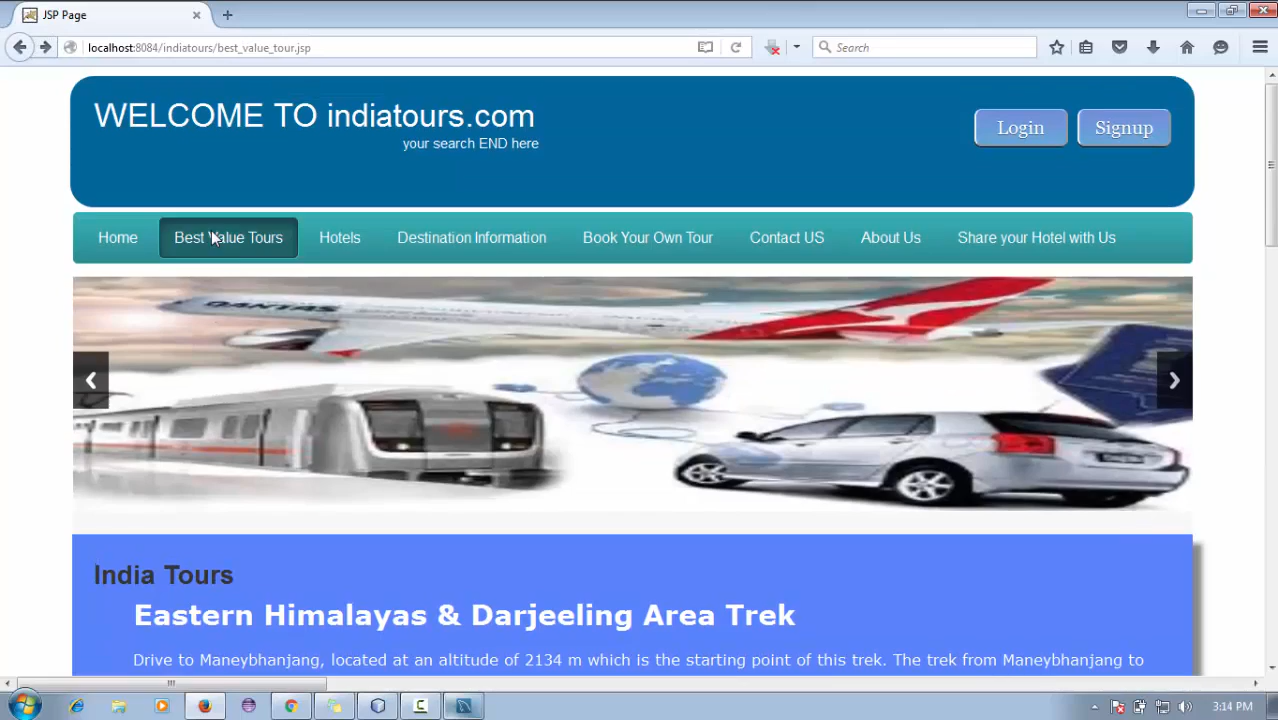 JSP Page
localhost:8084/indiatours/best_value_tour.jsp
Search
WELCOME TO indiatours.com
your search END here
Login
Signup
Home
Best Value Tours
Hotels
Destination Information
Book Your Own Tour
Contact US
About Us
Share your Hotel with Us
QANTAS
India Tours
Eastern Himalayas & Darjeeling Area Trek
Drive to Maneybhanjang, located at an altitude of 2134 m which is the starting point of this trek. The trek from Maneybhanjang to
3:14 PM